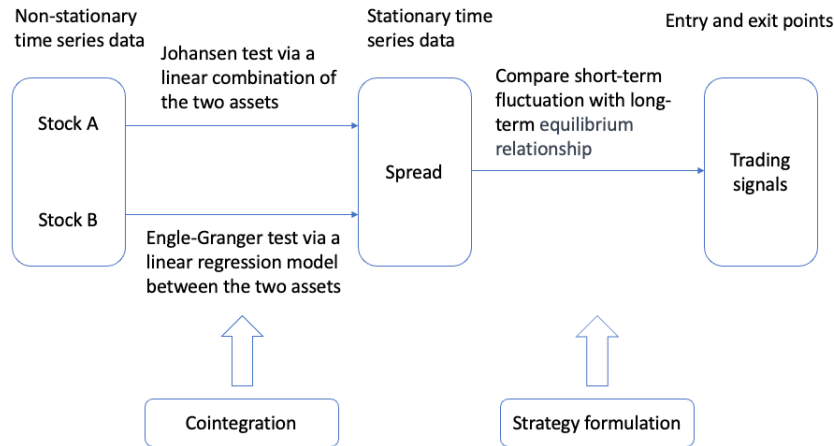 Non-stationary
time series data
Stationary time
series data
Entry and exit points
Johansen test via a
linear combination of
the two assets
Compare short-term
fluctuation with long-
term equilibrium
relationship
Stock A
Stock B
Spread
Trading
signals
Engle-Granger test via a
linear regression model
between the two assets
Cointegration
Strategy formulation